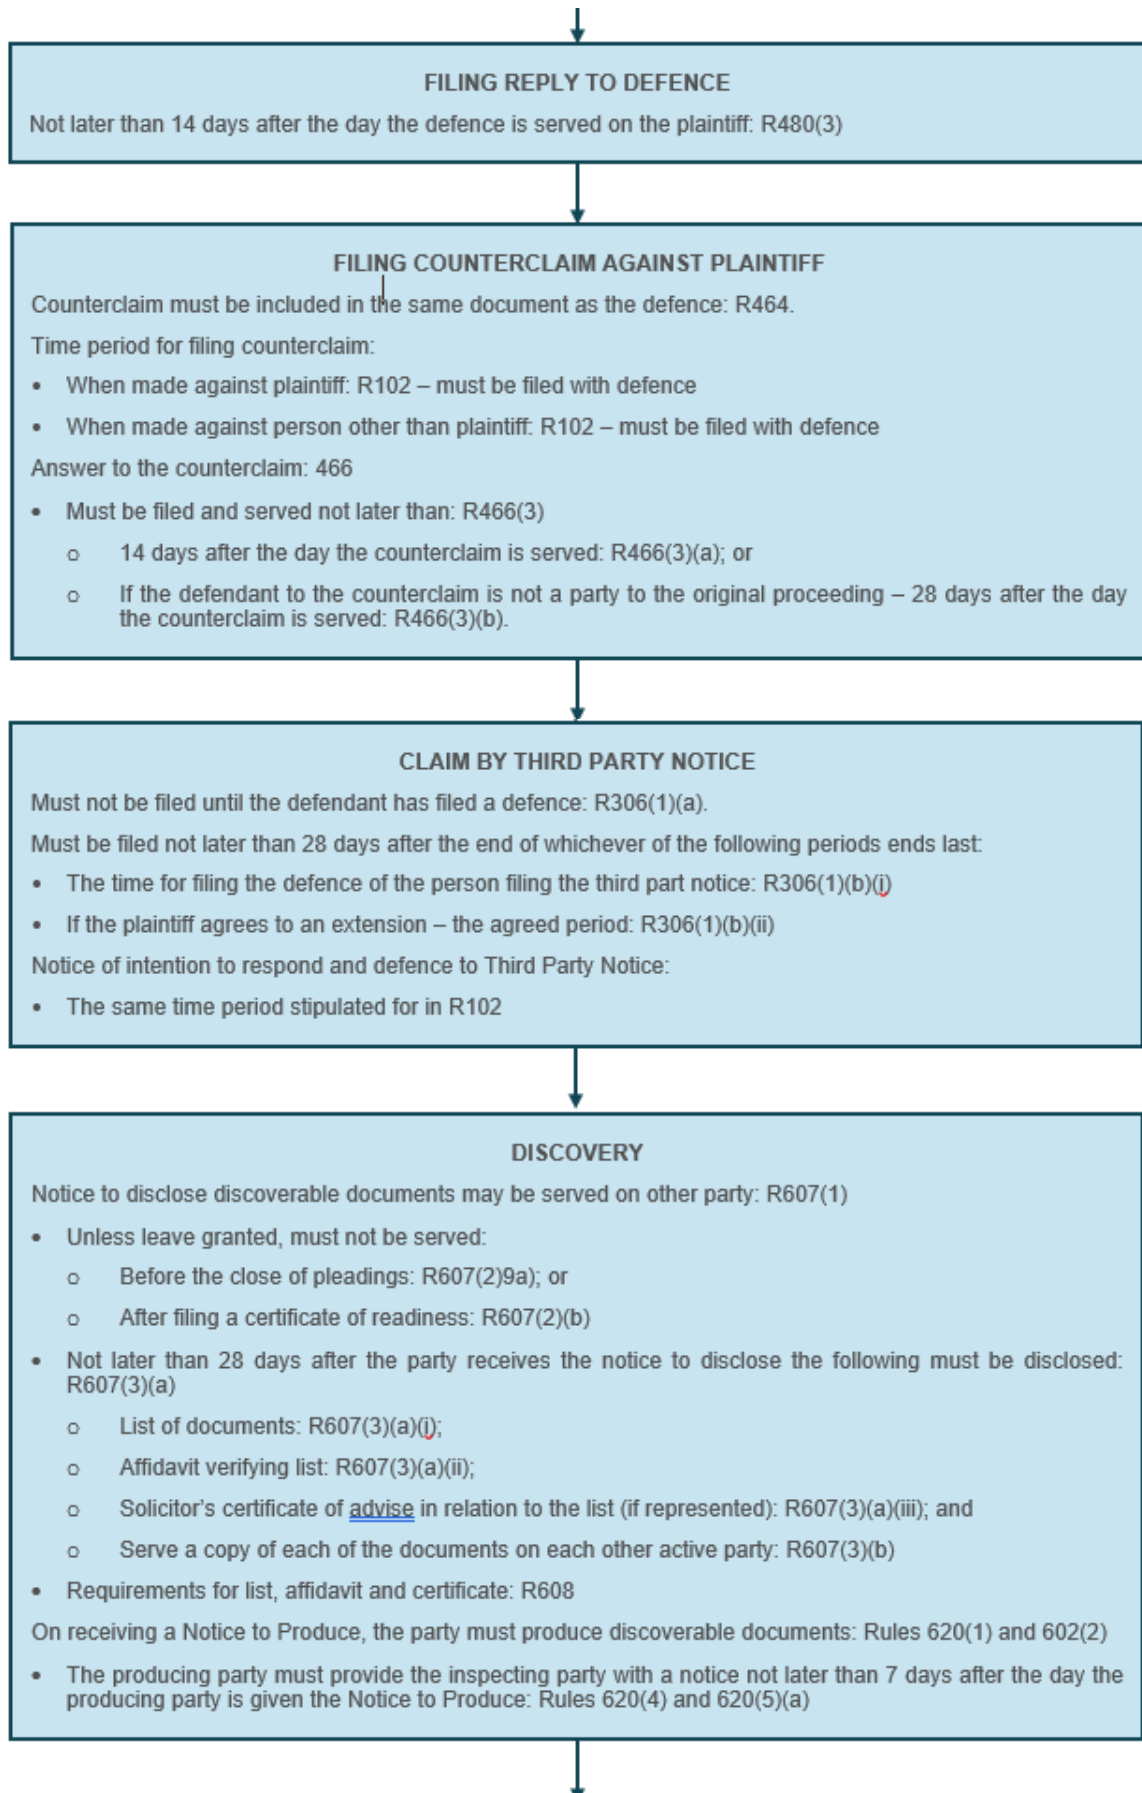 FILING REPLY TO DEFENCE
Not later than 14 days after the day the defence is served on the plaintiff: R480(3)
FILING COUNTERCLAIM AGAINST PLAINTIFF
Counterclaim must be included in the same document as the defence: R464.
Time period for filing counterclaim:
• When made against plaintiff: R102 – must be filed with defence
• When made against person other than plaintiff: R102 – must be filed with defence
Answer to the counterclaim: 466
• Must be filed and served not later than: R466(3)
o 14 days after the day the counterclaim is served: R466(3)(a); or
o If the defendant to the counterclaim is not a party to the original proceeding – 28 days after the day
the counterclaim is served: R466(3)(b).
CLAIM BY THIRD PARTY NOTICE
Must not be filed until the defendant has filed a defence: R306(1)(a).
Must be filed not later than 28 days after the end of whichever of the following periods ends last:
• The time for filing the defence of the person filing the third part notice: R306(1)(b)(i)
• If the plaintiff agrees to an extension – the agreed period: R306(1)(b)(ii)
Notice of intention to respond and defence to Third Party Notice:
• The same time period stipulated for in R102
DISCOVERY
Notice to disclose discoverable documents may be served on other party: R607(1)
• Unless leave granted, must not be served:
o Before the close of pleadings: R607(2)9a); or
o After filing a certificate of readiness: R607(2)(b)
• Not later than 28 days after the party receives the notice to disclose the following must be disclosed:
R607(3)(a)
o List of documents: R607(3)(a)(i);
o Affidavit verifying list: R607(3)(a)(ii);
o Solicitor's certificate of advise in relation to the list (if represented): R607(3)(a)(iii); and
o Serve a copy of each of the documents on each other active party: R607(3)(b)
• Requirements for list, affidavit and certificate: R608
On receiving a Notice to Produce, the party must produce discoverable documents: Rules 620(1) and 602(2)
• The producing party must provide the inspecting party with a notice not later than 7 days after the day the
producing party is given the Notice to Produce: Rules 620(4) and 620(5)(a)